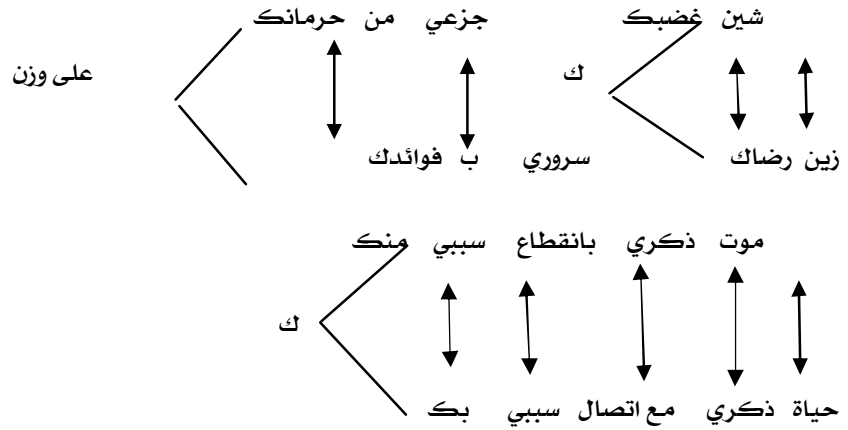 شين غضبك جزعي من حرمانك
ك على وزن
زين رضاك سروري ب فوائدك
موت ذكري بانقطاع سببي منك
ك
حياة ذكري مع اتصال سببي بك